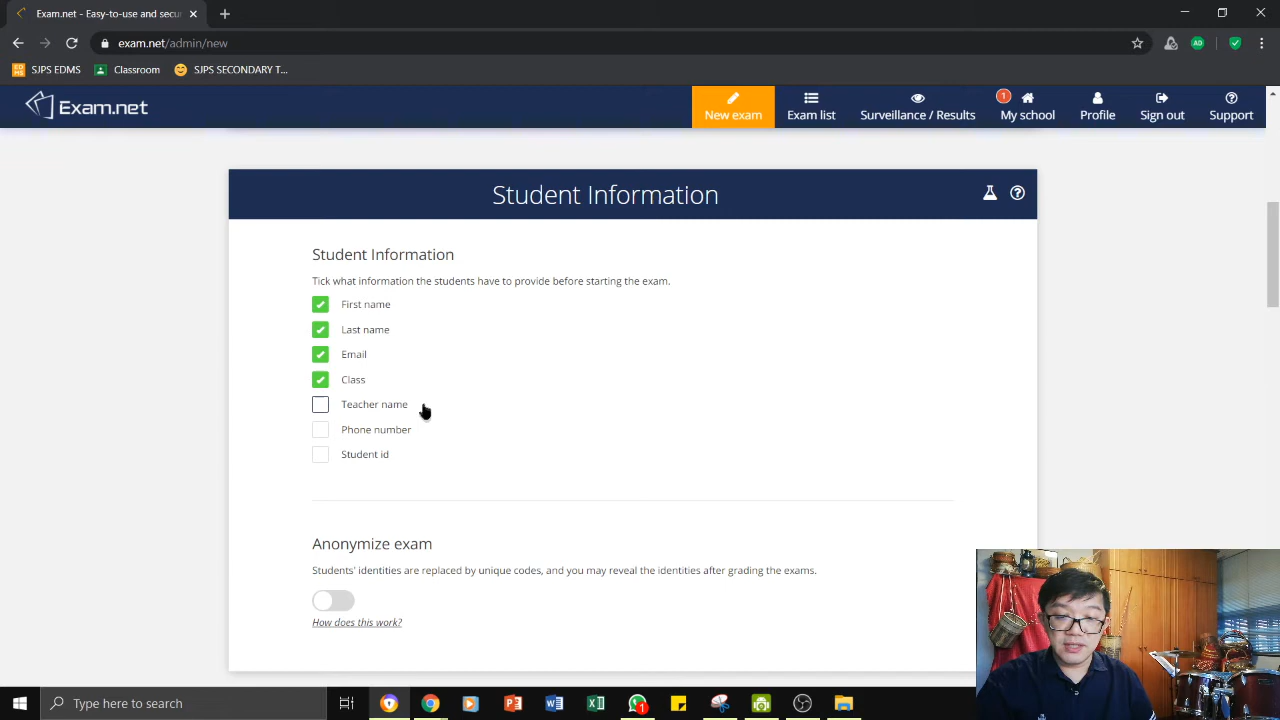 Exam.net - Easy-to-use and secu
exam.net/admin/new
AD
EDMS SJPS EDMS
Classroom
SJPS SECONDARY T...
Exam.net
New exam
Exam list
Surveillance / Results
1
My school
Profile
Sign out
Support
Student Information
Student Information
Tick what information the students have to provide before starting the exam.
First name
Last name
Email
Class
Teacher name
Phone number
Student id
Anonymize exam
Students' identities are replaced by unique codes, and you may reveal the identities after grading the exams.
How does this work?
Type here to search
1